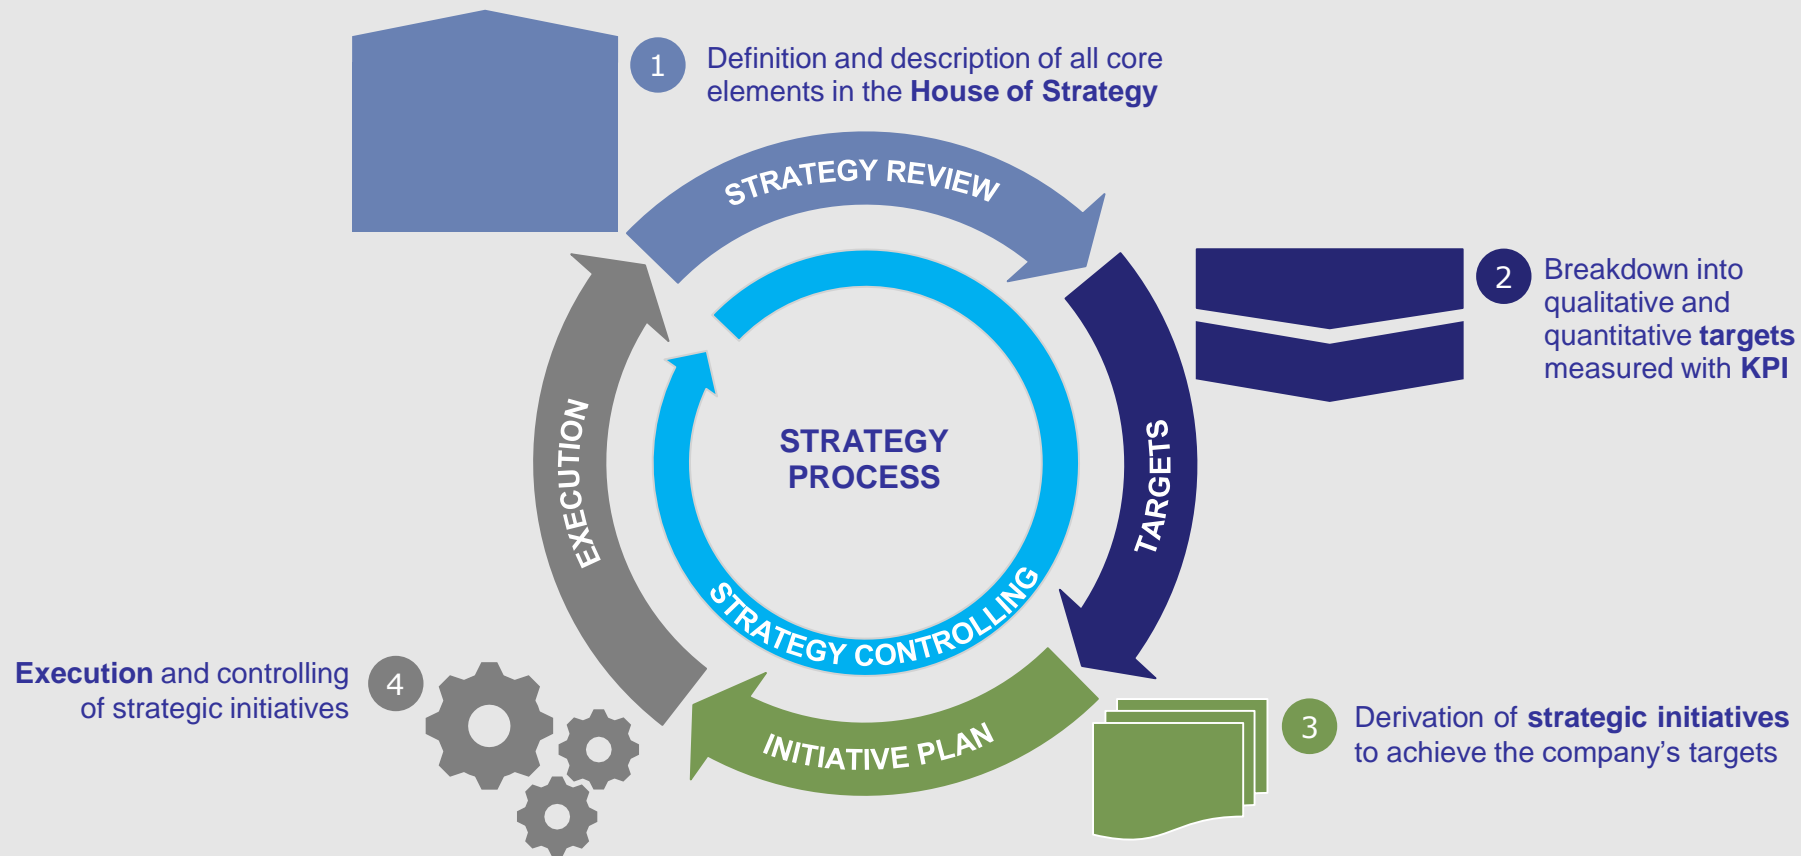 1
Definition and description of all core
elements in the House of Strategy
STRATEGY REVIEW
2
Breakdown into
qualitative and
quantitative targets
measured with KPI
TARGETS
STRATEGY
PROCESS
EXECUTION
STRATEGY CONTROLLING
INITIATIVE PLAN
3
Derivation of strategic initiatives
to achieve the company’s targets
4
Execution and controlling
of strategic initiatives